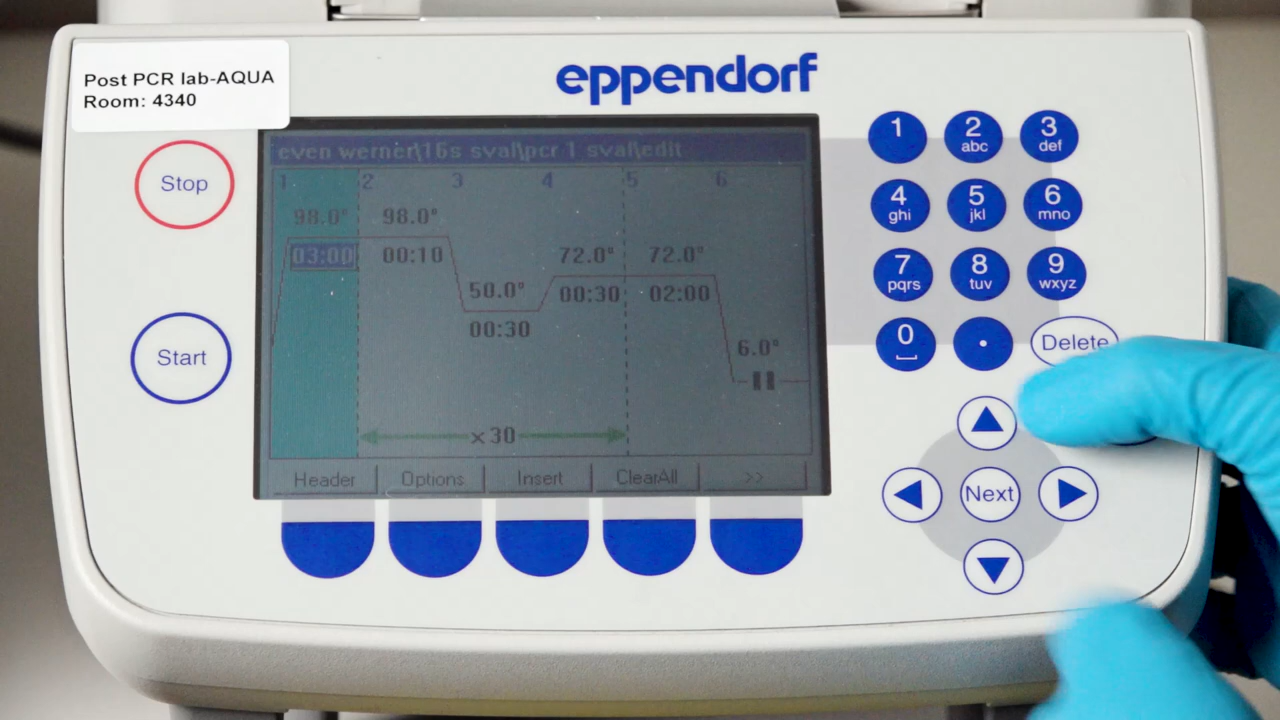 Post PCR lab-AQUA
Room: 4340
eppendorf
Stop
Start
even werner\16s sval\pcr 1 sval\edit
1 2 3 4 5 6
98.0° 98.0°
03:00 00:10 72.0° 72.0°
50.0° 00:30 02:00
00:30
6.0°
x30
Header Options Insert ClearAll >>
1 2 abc 3 def
4 ghi 5 jkl 6 mno
7 pqrs 8 tuv 9 wxyz
0 Delete
Next